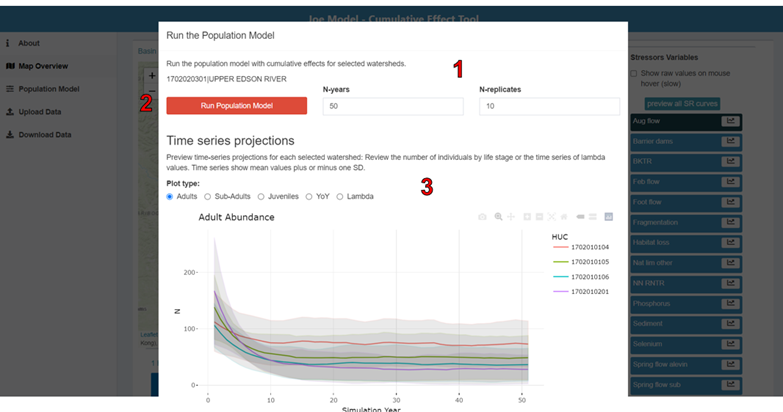 Joe Model - Cumulative Effect Tool
About
Map Overview
Population Model
Upload Data
Download Data
Basin
+
−
Run the Population Model
Run the population model with cumulative effects for selected watersheds.
1702020301|UPPER EDSON RIVER
1
2
Run Population Model
N-years
50
N-replicates
10
Time series projections
Preview time-series projections for each selected watershed: Review the number of individuals by life stage or the time series of lambda
values. Time series show mean values plus or minus one SD.
Plot type:
3
Adults Sub-Adults Juvenlies YoY Lambda
Adult Abundance
HUC
1702010104
1702010105
1702010106
1702010201
200
100
0
N
0 10 20 30 40 50
Simulation Year
Leaflet
Stressors Variables
Show raw values on mouse
hover (slow)
preview all SR curves
Aug flow
Barrier dams
BKTR
Feb flow
Foot flow
Fragmentation
Habitat loss
Nat lim other
NN RNTR
Phosphorus
Sediment
Selenium
Spring flow alevin
Spring flow sub